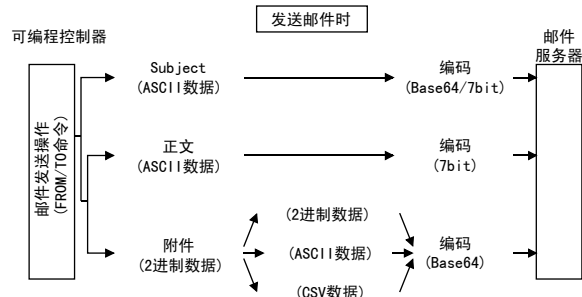 发送邮件时
可编程控制器
邮件
服务器
邮件发送操作
(FROM/TO命令)
Subject
(ASCII数据)
编码
(Base64/7bit)
正文
(ASCII数据)
编码
(7bit)
(2进制数据)
附件
(2进制数据)
(ASCII数据)
编码
(Base64)
(CSV数据)